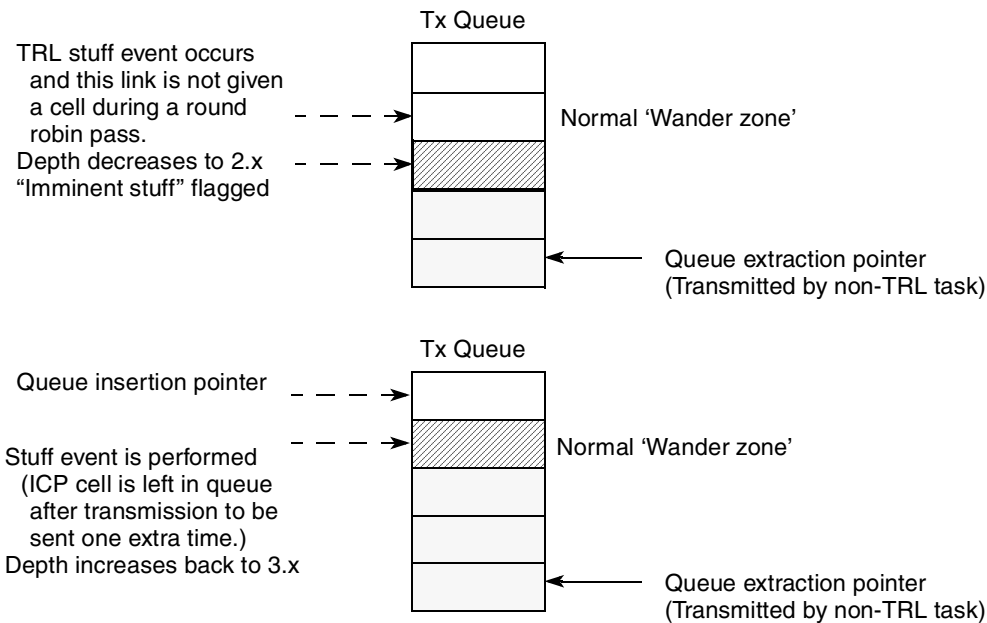 Tx Queue
TRL stuff event occurs
and this link is not given
a cell during a round
robin pass.
Depth decreases to 2.x
“Imminent stuff” flagged
Normal ‘Wander zone’
Queue extraction pointer
(Transmitted by non-TRL task)
Tx Queue
Queue insertion pointer
Stuff event is performed
(ICP cell is left in queue
after transmission to be
sent one extra time.)
Depth increases back to 3.x
Normal ‘Wander zone’
Queue extraction pointer
(Transmitted by non-TRL task)